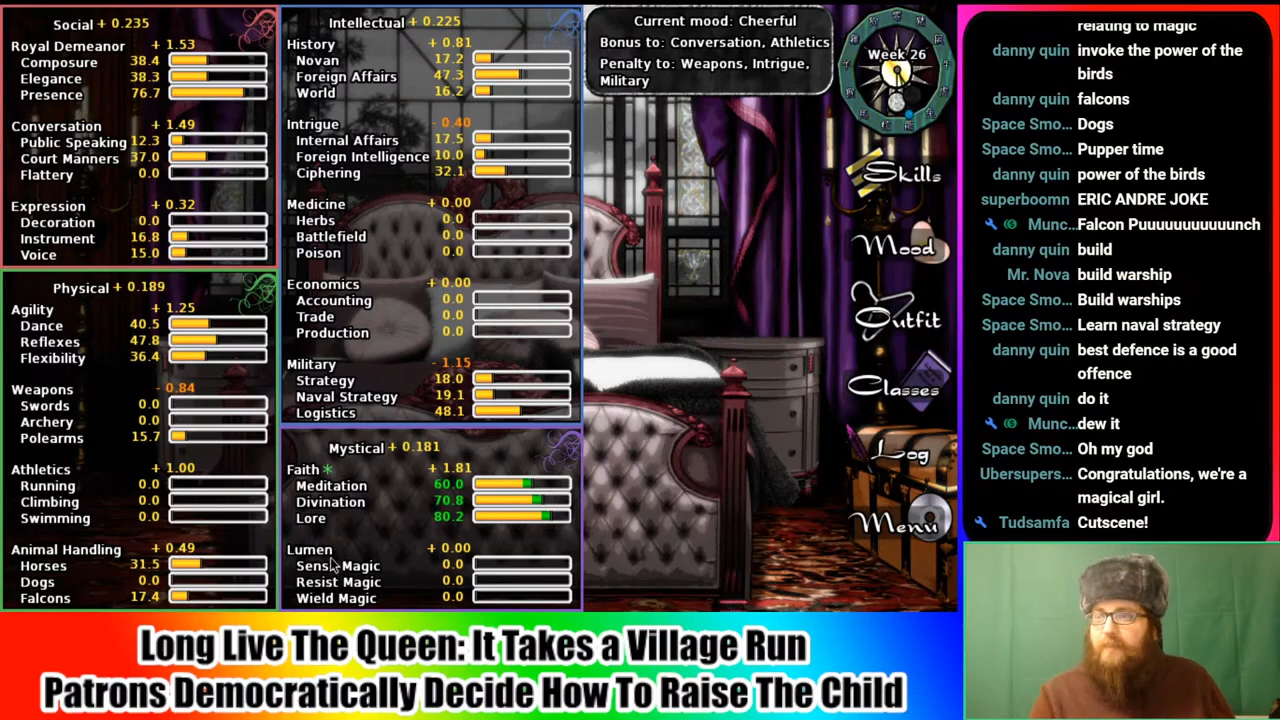 Social + 0.235
Royal Demeanor + 1.53
Composure 38.4
Elegance 38.3
Presence 76.7
Conversation + 1.49
Public Speaking 12.3
Court Manners 37.0
Flattery 0.0
Expression + 0.32
Decoration 0.0
Instrument 16.8
Voice 15.0
Physical + 0.189
Agility + 1.25
Dance 40.5
Reflexes 47.8
Flexibility 36.4
Weapons - 0.84
Swords 0.0
Archery 0.0
Polearms 15.7
Athletics + 1.00
Running 0.0
Climbing 0.0
Swimming 0.0
Animal Handling + 0.49
Horses 31.5
Dogs 0.0
Falcons 17.4
Intellectual + 0.225
History + 0.81
Novan 17.2
Foreign Affairs 47.3
World 16.2
Intrigue - 0.40
Internal Affairs 17.5
Foreign Intelligence 10.0
Ciphering 32.1
Medicine + 0.00
Herbs 0.0
Battlefield 0.0
Poison 0.0
Economics + 0.00
Accounting 0.0
Trade 0.0
Production 0.0
Military - 1.15
Strategy 18.0
Naval Strategy 19.1
Logistics 48.1
Mystical + 0.181
Faith * + 1.81
Meditation 60.0
Divination 70.8
Lore 80.2
Lumen + 0.00
Sense Magic 0.0
Resist Magic 0.0
Wield Magic 0.0
Current mood: Cheerful
Bonus to: Conversation, Athletics
Penalty to: Weapons, Intrigue,
Military
Week 26
Skills
Mood
Outfit
Classes
Log
Menu
relating to magic
danny quin invoke the power of the
birds
danny quin falcons
Space Smo... Dogs
Space Smo... Pupper time
danny quin power of the birds
superboomn ERIC ANDRE JOKE
Munc... Falcon Puuuuuuuuuunch
danny quin build
Mr. Nova build warship
Space Smo... Build warships
Space Smo... Learn naval strategy
danny quin best defence is a good
offence
danny quin do it
Munc... dew it
Space Smo... Oh my god
Ubersupers... Congratulations, we're a
magical girl.
Tudsamfa Cutscene!
Long Live The Queen: It Takes a Village Run
Patrons Democratically Decide How To Raise The Child